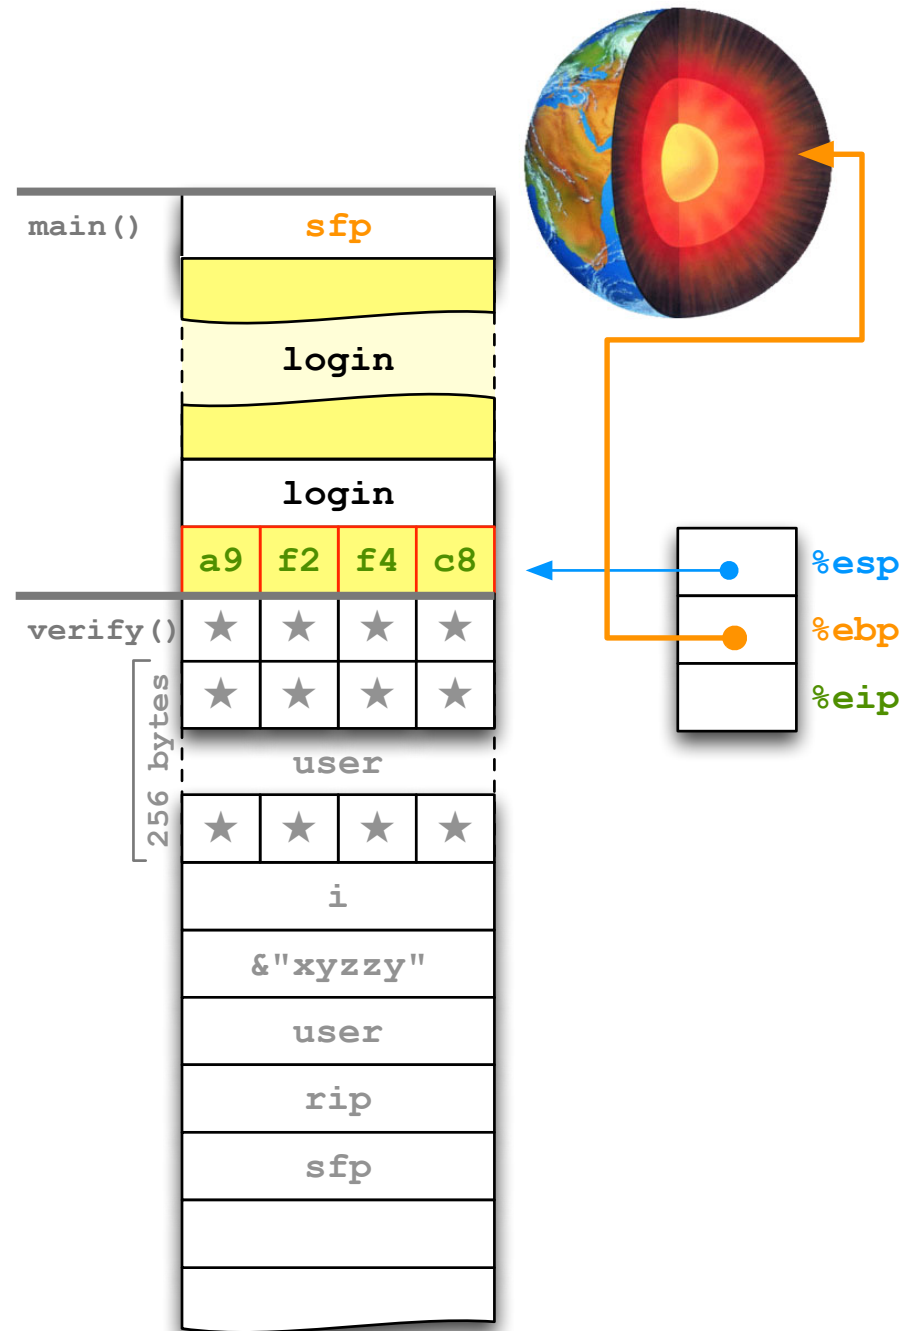 main()
sfp
login
login
a9 f2 f4 c8
%esp
verify() ★ ★ ★ ★
%ebp
256 bytes
★ ★ ★ ★
%eip
user
★ ★ ★ ★
i
&"xyzzy"
user
rip
sfp